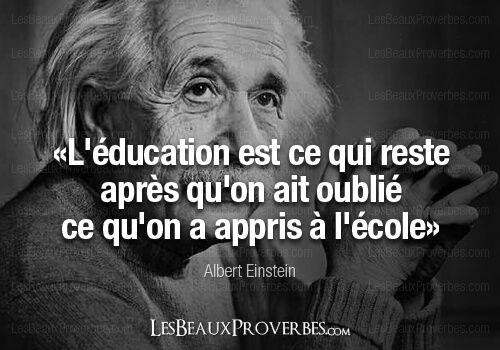 «L'éducation est ce qui reste
après qu'on ait oublié
ce qu'on a appris à l'école»
Albert Einstein
LesBeauxProverbes.com